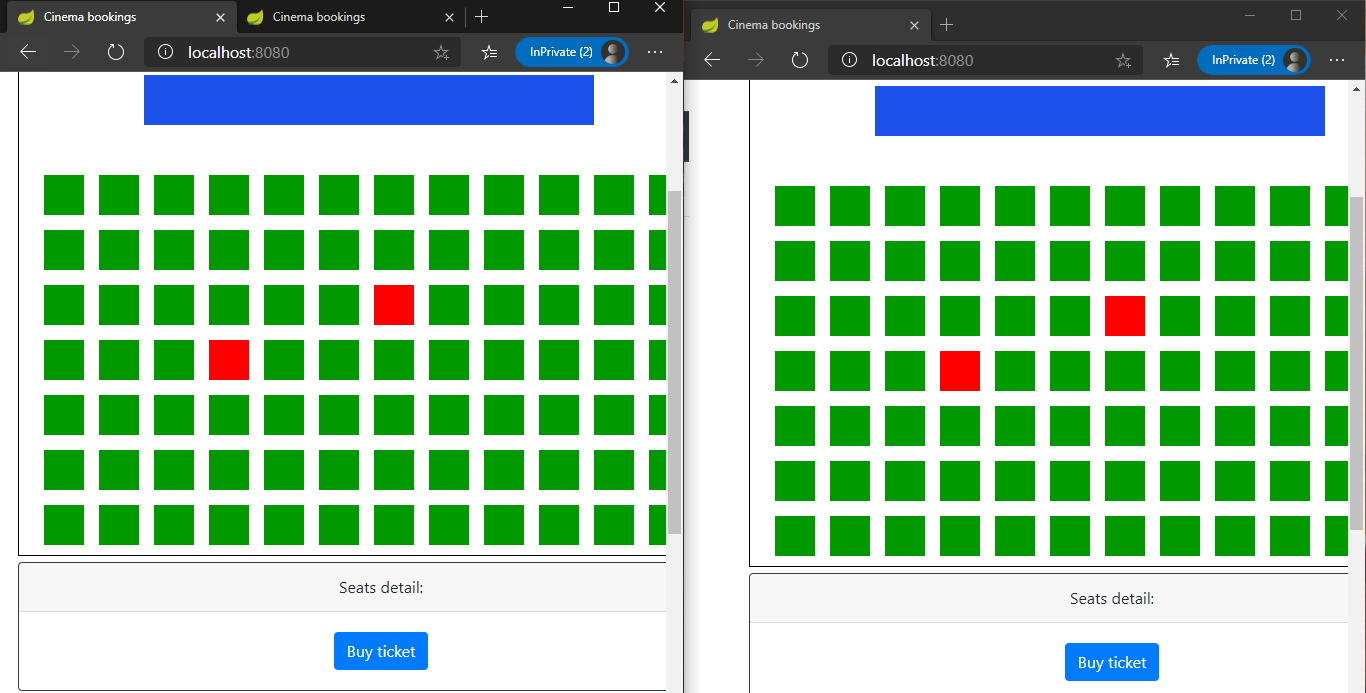 Cinema bookings
Cinema bookings
localhost:8080
InPrivate (2)
Seats detail:
Buy ticket
Cinema bookings
localhost:8080
InPrivate (2)
Seats detail:
Buy ticket